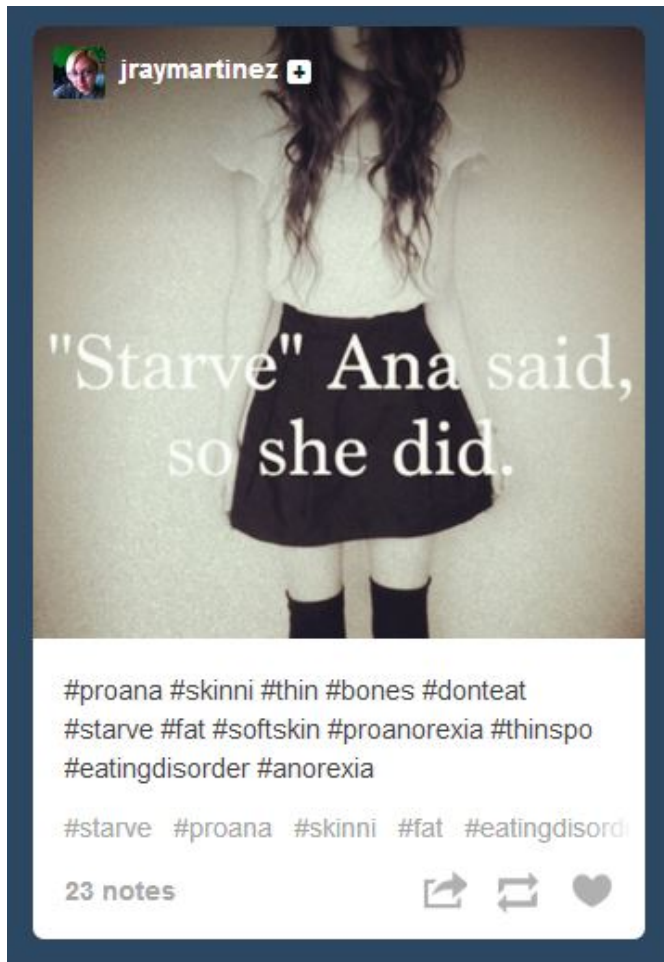 jraymartinez
"Starve" Ana said,
so she did.
#proana #skinni #thin #bones #donteat
#starve #fat #softskin #proanorexia #thinspo
#eatingdisorder #anorexia
#starve #proana #skinni #fat #eatingdisord
23 notes